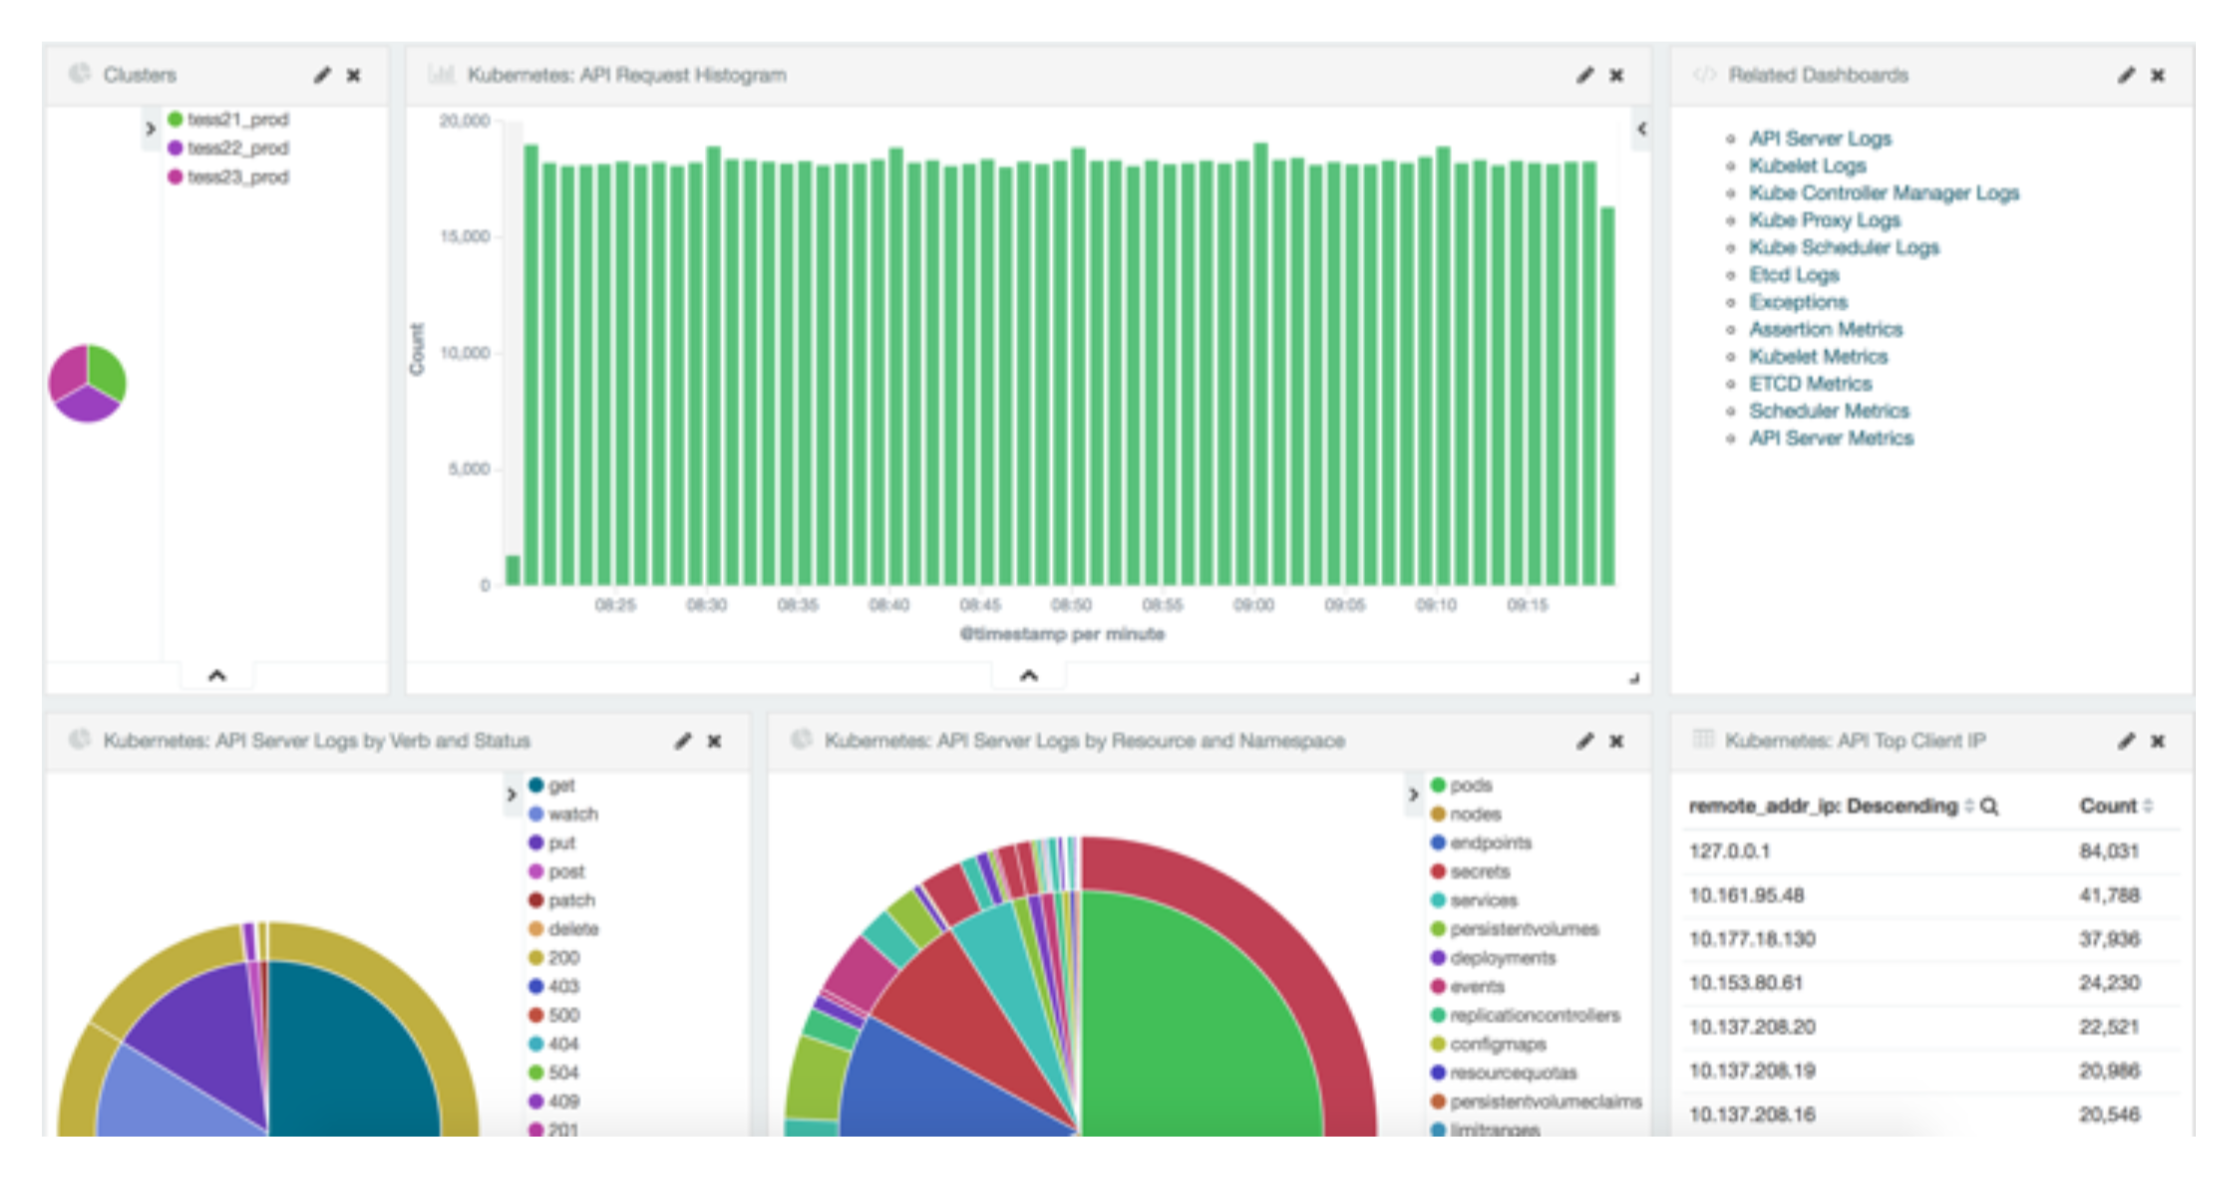 Clusters
tess21_prod
tess22_prod
tess23_prod
Kubernetes: API Request Histogram
20,000
15,000
10,000
5,000
0
Count
08:25 08:30 08:35 08:40 08:45 08:50 08:55 09:00 09:05 09:10 09:15
@timestamp per minute
Related Dashboards
API Server Logs
Kubelet Logs
Kube Controller Manager Logs
Kube Proxy Logs
Kube Scheduler Logs
Etcd Logs
Exceptions
Assertion Metrics
Kubelet Metrics
ETCD Metrics
Scheduler Metrics
API Server Metrics
Kubernetes: API Server Logs by Verb and Status
get
watch
put
post
patch
delete
200
403
500
404
504
409
201
Kubernetes: API Server Logs by Resource and Namespace
pods
nodes
endpoints
secrets
services
persistentvolumes
deployments
events
replicationcontrollers
configmaps
resourcequotas
persistentvolumeclaims
limitranges
Kubernetes: API Top Client IP
remote_addr_ip: Descending Count
127.0.0.1 84,031
10.161.95.48 41,788
10.177.18.130 37,936
10.153.80.61 24,230
10.137.208.20 22,521
10.137.208.19 20,986
10.137.208.16 20,546